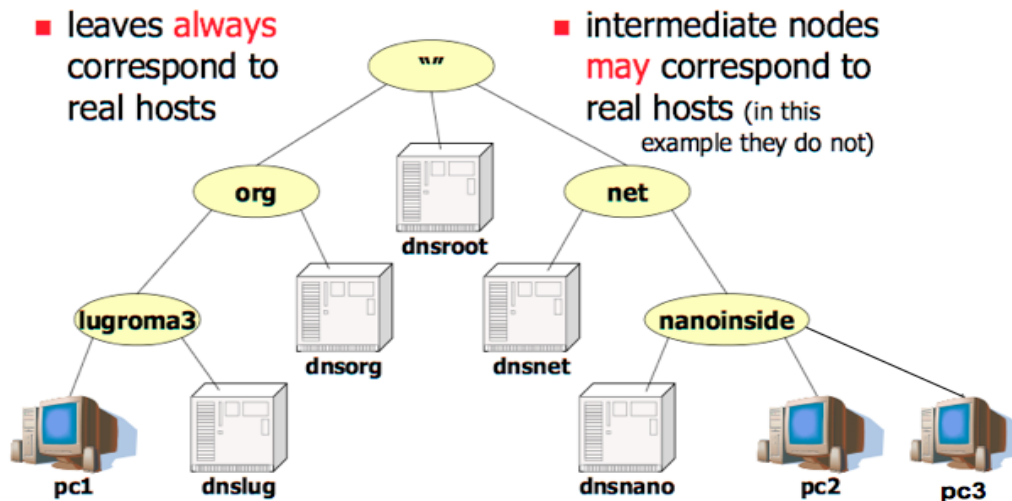 leaves always
correspond to
real hosts
intermediate nodes
may correspond to
real hosts (in this
example they do not)
“”
org
net
dnsroot
lugroma3
nanoinside
dnsorg
dnsnet
pc1
dnslug
dnsnano
pc2
pc3